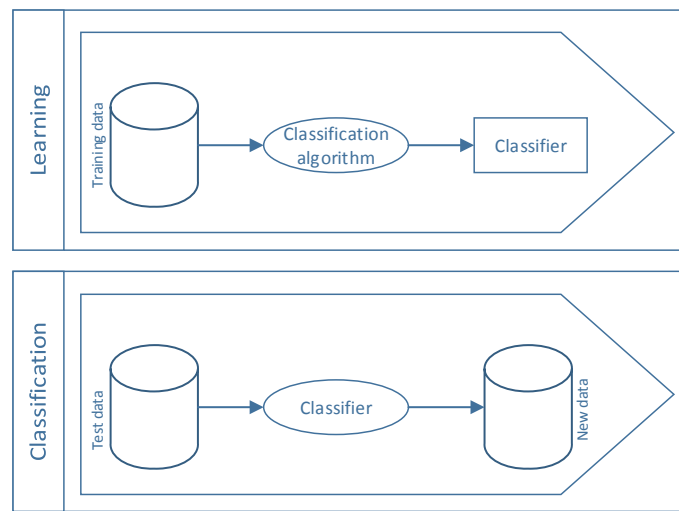 Learning
Training data
Classification
algorithm
Classifier
Classification
Test data
Classifier
New data